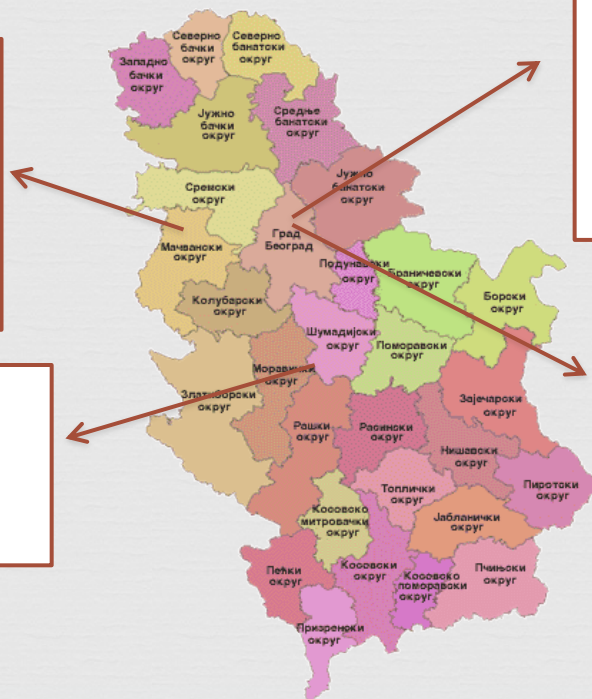 Северно
бачки
округ
Северно
банатски
округ
Западно
бачки
округ
Јужно
бачки
округ
Средње
банатски
округ
Сремски
округ
Јужно
банатски
округ
Мачвански
округ
Град
Београд
Подунавски
округ
Браничевски
округ
Борски
округ
Колубарски
округ
Шумадијски
округ
Поморавски
округ
Моравички
округ
Златиборски
округ
Зајечарски
округ
Рашки
округ
Расински
округ
Нишавски
округ
Пиротски
округ
Топлички
округ
Јабланички
округ
Косовско
митровачки
округ
Пећки
округ
Косовски
округ
Косовско
поморавски
округ
Пчињски
округ
Призренски
округ